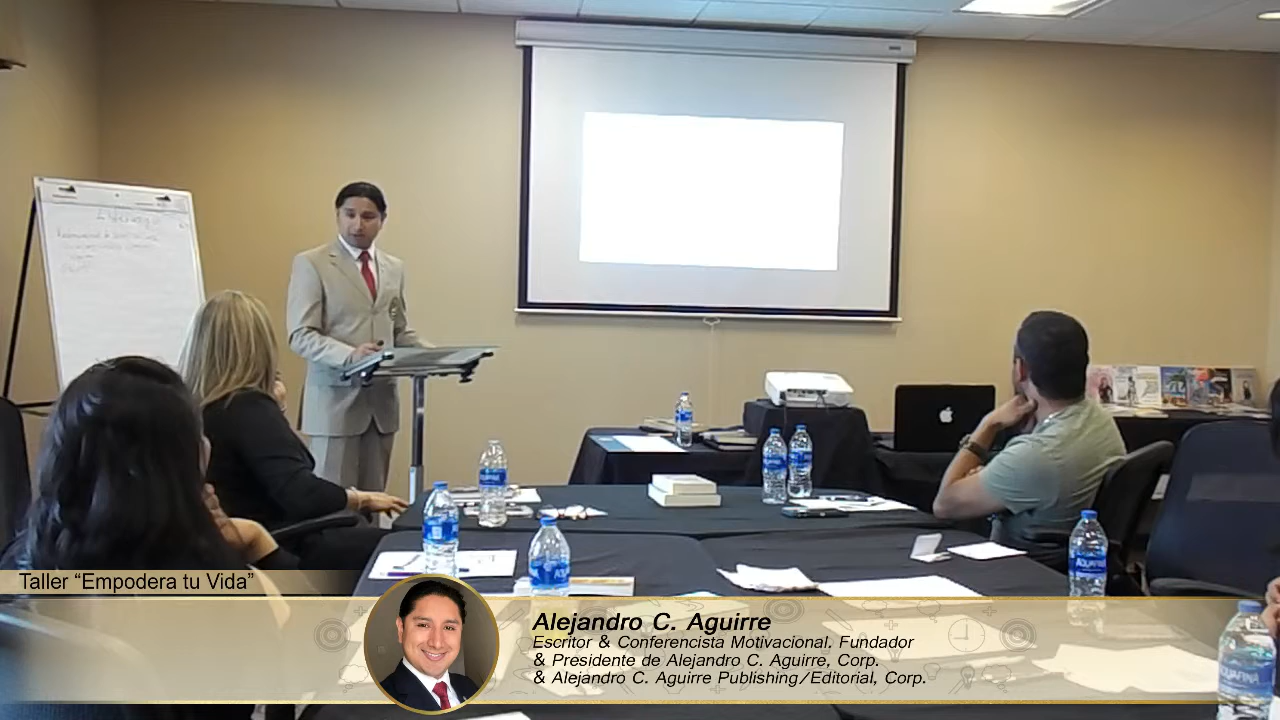 Taller “Empodera tu Vida”
Alejandro C. Aguirre
Escritor & Conferencista Motivacional. Fundador
& Presidente de Alejandro C. Aguirre, Corp.
& Alejandro C. Aguirre Publishing/Editorial, Corp.
AQUAFINA
AQUAFINA